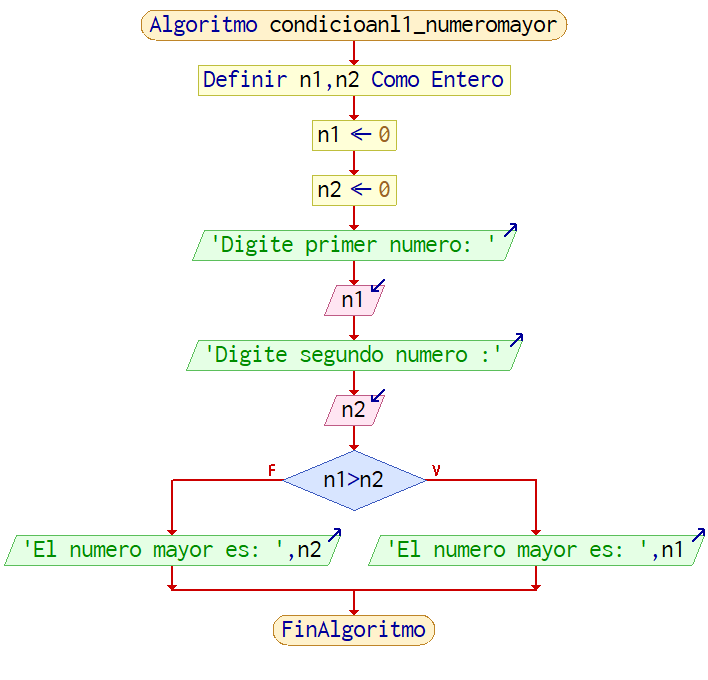 Algoritmo condicioanl1_numeromayor
Definir n1,n2 Como Entero
n1 ← 0
n2 ← 0
'Digite primer numero: '
n1
'Digite segundo numero :'
n2
F
V
n1>n2
'El numero mayor es: ',n2
'El numero mayor es: ',n1
FinAlgoritmo